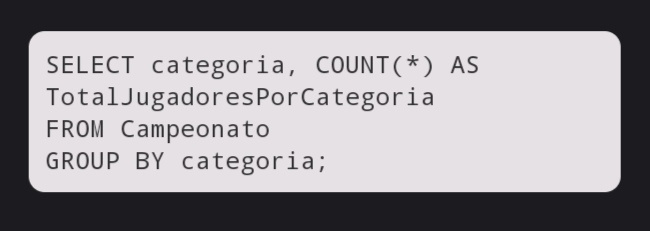 SELECT categoria, COUNT(*) AS
TotalJugadoresPorCategoria
FROM Campeonato
GROUP BY categoria;